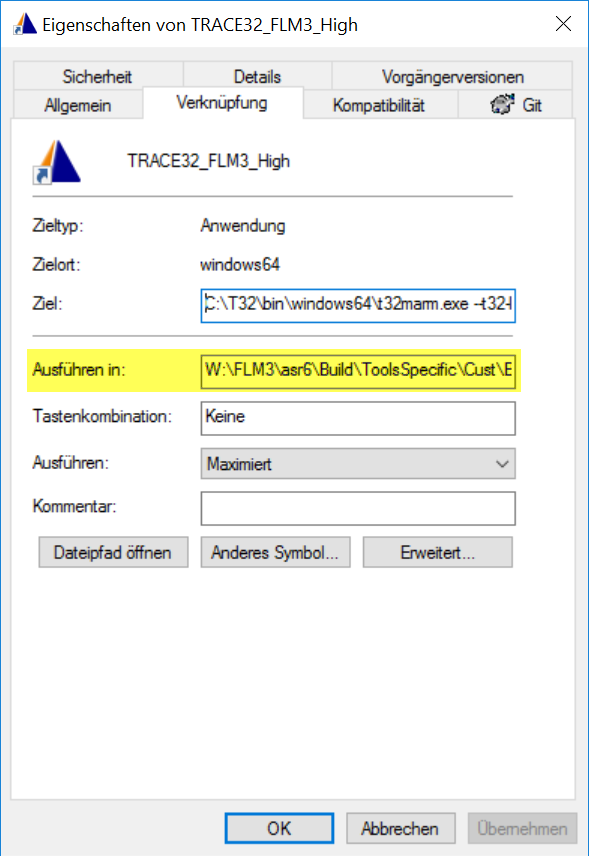 Eigenschaften von TRACE32_FLM3_High
Sicherheit Details Vorgängerversionen
Allgemein Verknüpfung Kompatibilität Git
TRACE32_FLM3_High
Zieltyp: Anwendung
Zielort: windows64
Ziel: C:\T32\bin\windows64\t32marm.exe --t32-l
Ausführen in: W:\FLM3\asr6\Build\ToolsSpecific\Cust\E
Tastenkombination: Keine
Ausführen: Maximiert
Kommentar:
Dateipfad öffnen Anderes Symbol... Erweitert...
OK Abbrechen Übernehmen